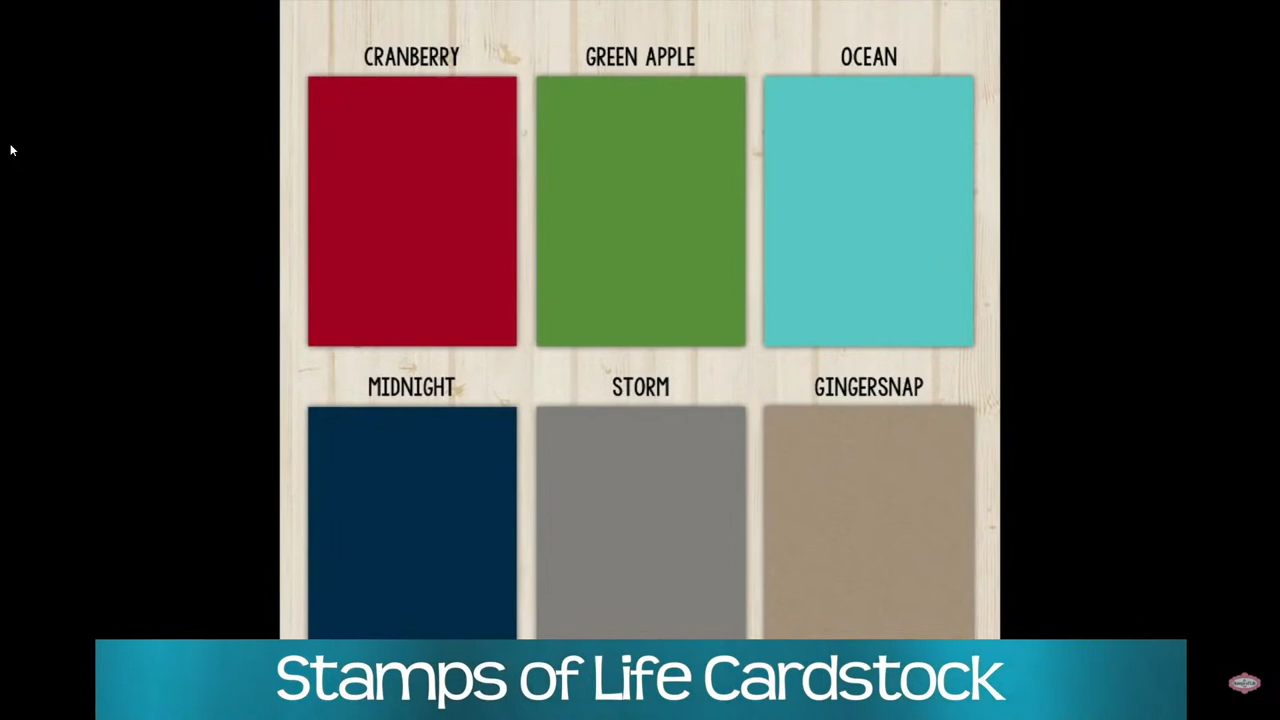 CRANBERRY GREEN APPLE OCEAN
MIDNIGHT STORM GINGERSNAP
Stamps of Life Cardstock